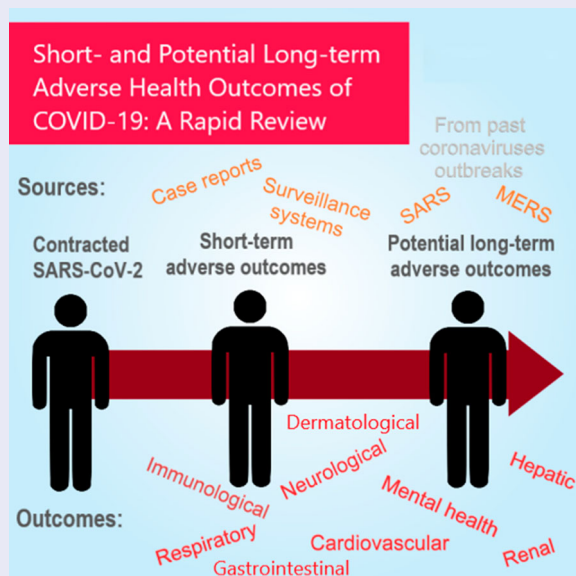 Short- and Potential Long-term
Adverse Health Outcomes of
COVID-19: A Rapid Review
From past
coronaviruses
outbreaks
Sources:
Case reports
Surveillance
systems
SARS
MERS
Contracted
SARS-CoV-2
Short-term
adverse outcomes
Potential long-term
adverse outcomes
Dermatological
Immunological
Neurological
Mental health
Hepatic
Outcomes:
Respiratory
Cardiovascular
Renal
Gastrointestinal